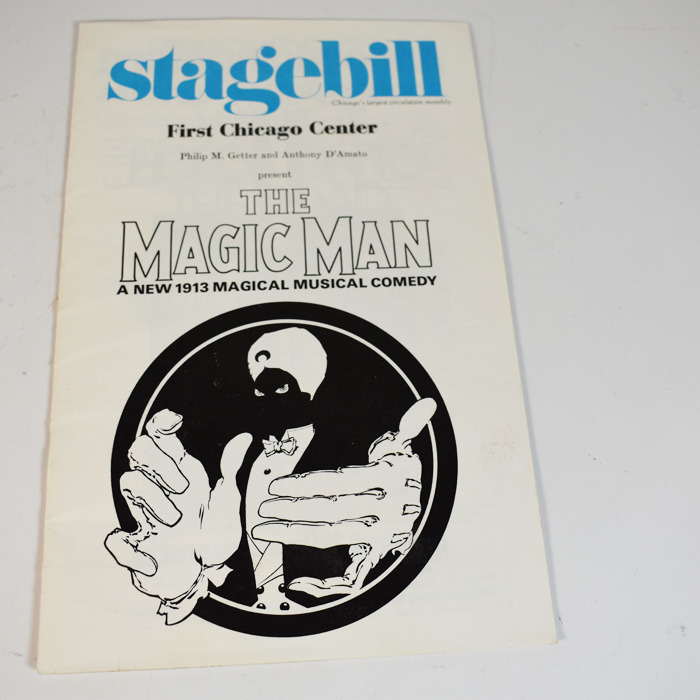 stagebill
Chicago's largest circulation monthly
First Chicago Center
Philip M. Getter and Anthony D'Amato
present
THE
MAGIC MAN
A NEW 1913 MAGICAL MUSICAL COMEDY